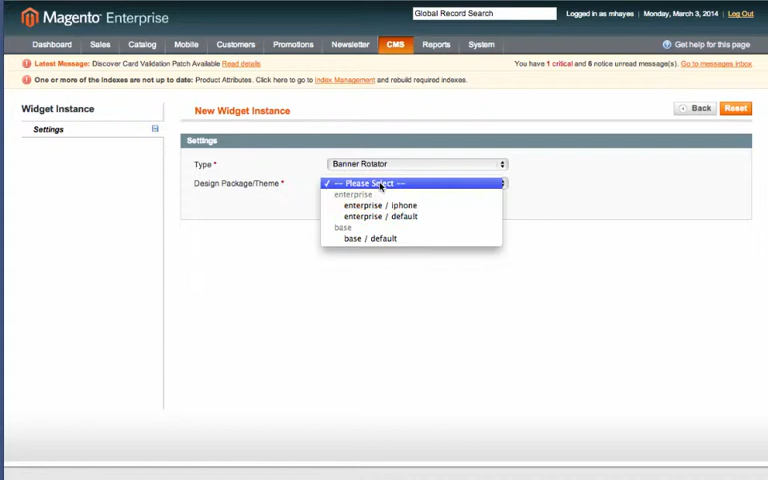 Magento Enterprise
Global Record Search
Logged in as mhayes | Monday, March 3, 2014 | Log Out
Dashboard Sales Catalog Mobile Customers Promotions Newsletter CMS Reports System Get help for this page
Latest Message: Discover Card Validation Patch Available Read details You have 1 critical and 6 notice unread message(s). Go to messages inbox
One or more of the Indexes are not up to date: Product Attributes. Click here to go to Index Management and rebuild required indexes.
Widget Instance
Settings
New Widget Instance
Back Reset
Settings
Type * Banner Rotator
Design Package/Theme * -- Please Select --
enterprise
enterprise / iphone
enterprise / default
base
base / default